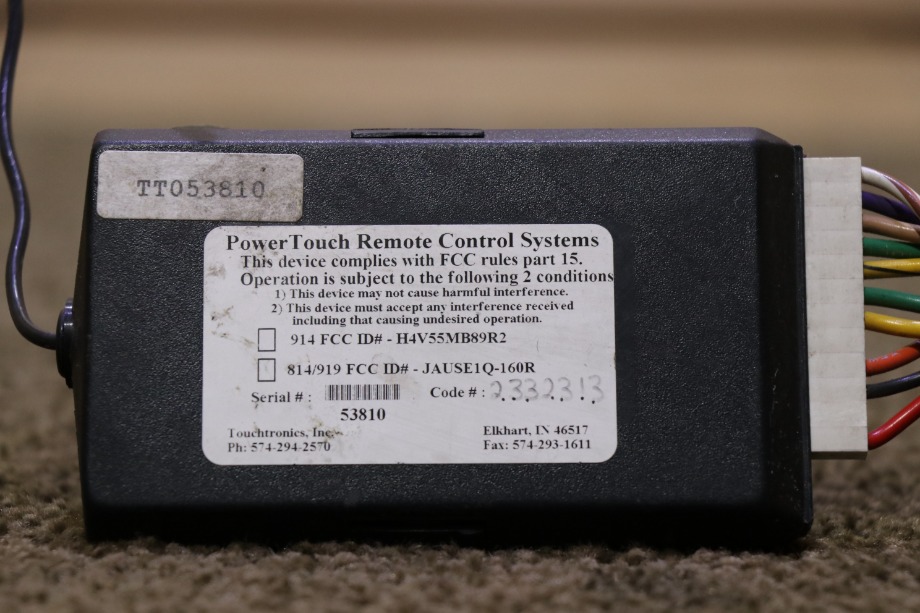 TT053810
PowerTouch Remote Control Systems
This device complies with FCC rules part 15.
Operation is subject to the following 2 conditions
1) This device may not cause harmful interference.
2) This device must accept any interference received
including that causing undesired operation.
914 FCC ID# - H4V55MB89R2
814/919 FCC ID# - JAUSE1Q-160R
Serial # : Code # : 2332313
53810
Touchtronics, Inc. Elkhart, IN 46517
Ph: 574-294-2570 Fax: 574-293-1611